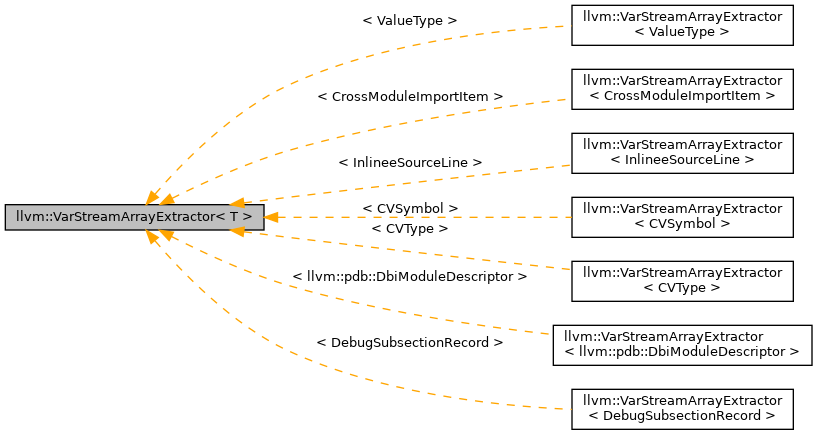 < ValueType >
llvm::VarStreamArrayExtractor
< ValueType >
< CrossModuleImportItem >
llvm::VarStreamArrayExtractor
< CrossModuleImportItem >
< InlineeSourceLine >
llvm::VarStreamArrayExtractor
< InlineeSourceLine >
llvm::VarStreamArrayExtractor< T >
< CVSymbol >
llvm::VarStreamArrayExtractor
< CVSymbol >
< CVType >
llvm::VarStreamArrayExtractor
< CVType >
< llvm::pdb::DbiModuleDescriptor >
llvm::VarStreamArrayExtractor
< llvm::pdb::DbiModuleDescriptor >
< DebugSubsectionRecord >
llvm::VarStreamArrayExtractor
< DebugSubsectionRecord >